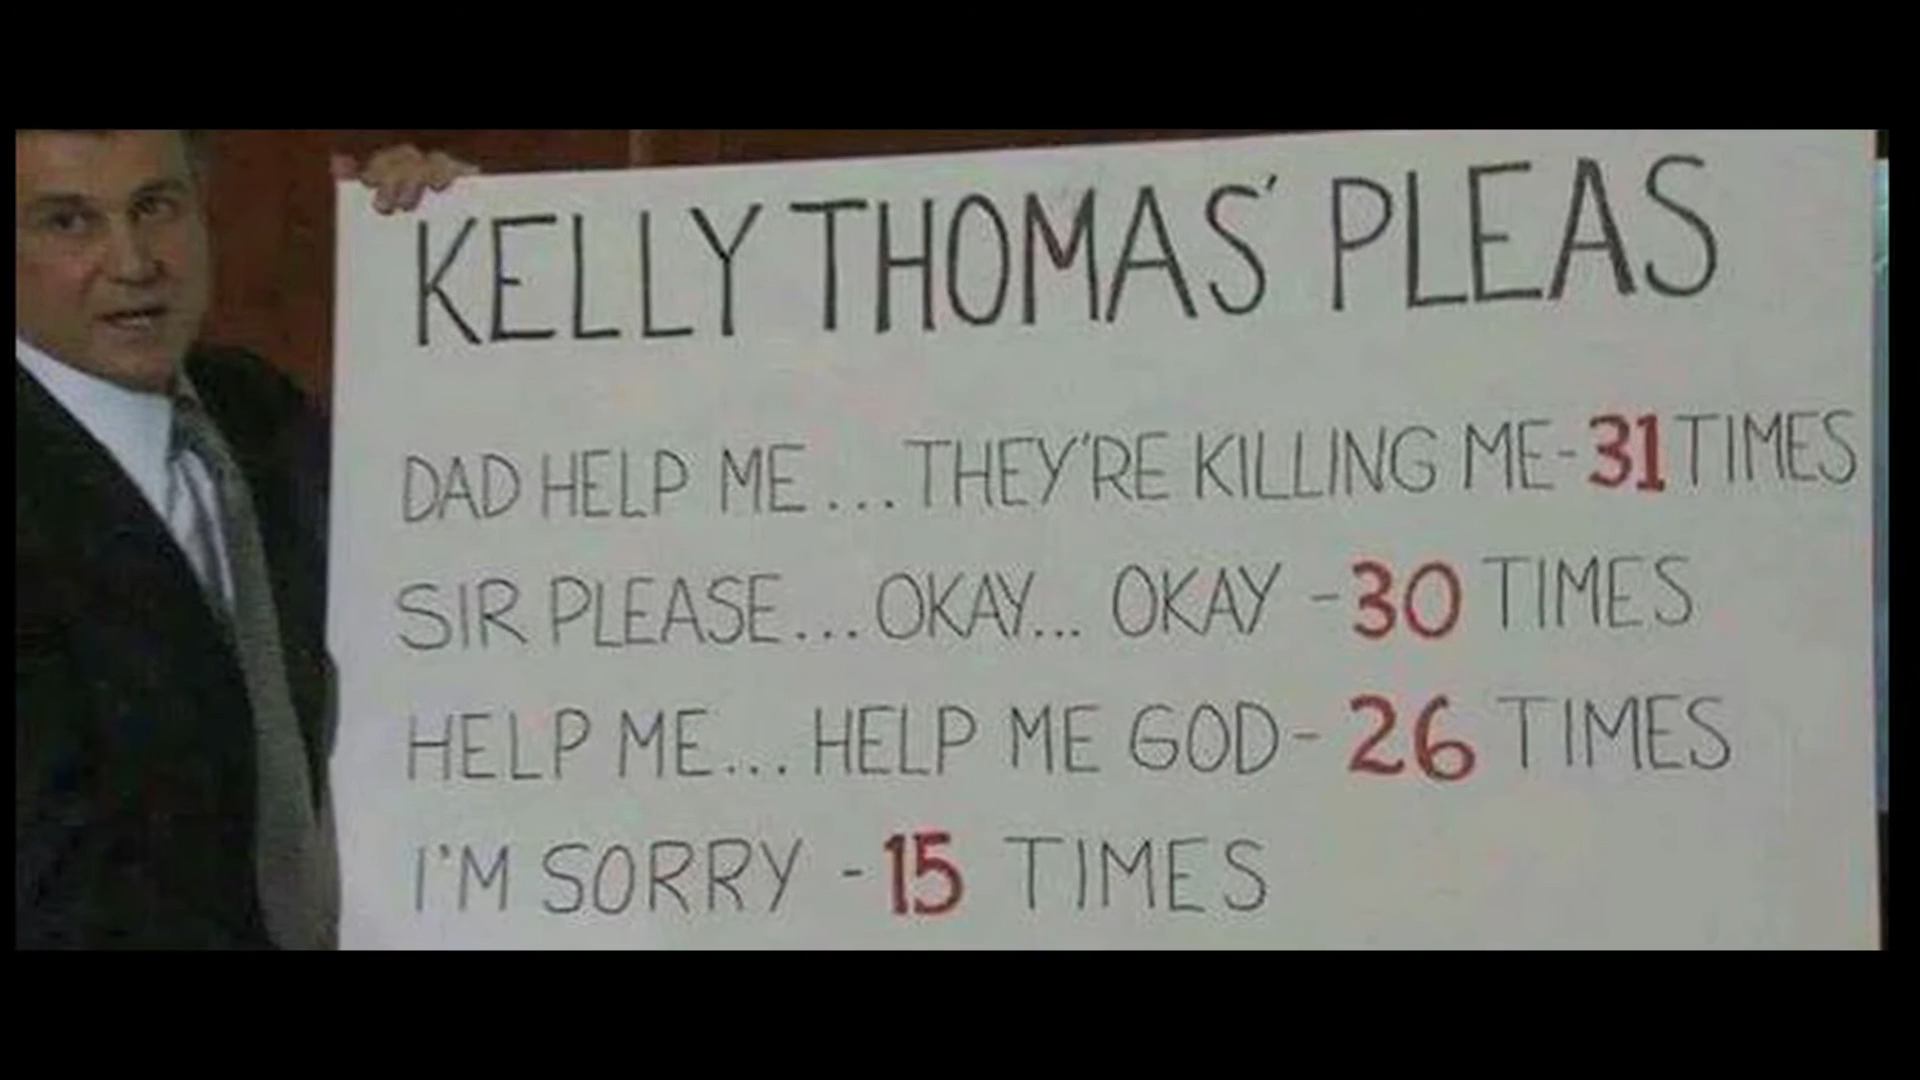 KELLY THOMAS' PLEAS
DAD HELP ME... THEY'RE KILLING ME-31 TIMES
SIR PLEASE... OKAY... OKAY -30 TIMES
HELP ME... HELP ME GOD- 26 TIMES
I'M SORRY -15 TIMES